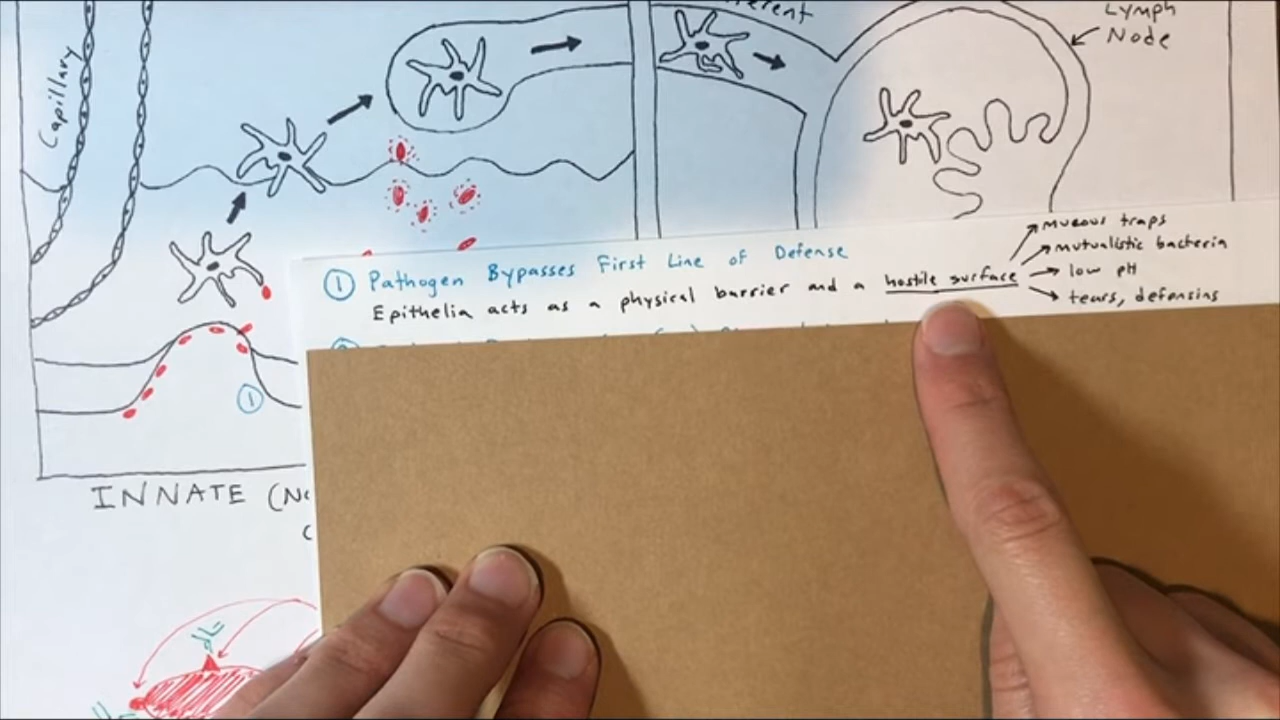 Lymph
Node
Capillary
① Pathogen Bypasses First Line of Defense
Epithelia acts as a physical barrier and a hostile surface
mucous traps
mutualistic bacteria
low pH
tears, defensins
①
INNATE